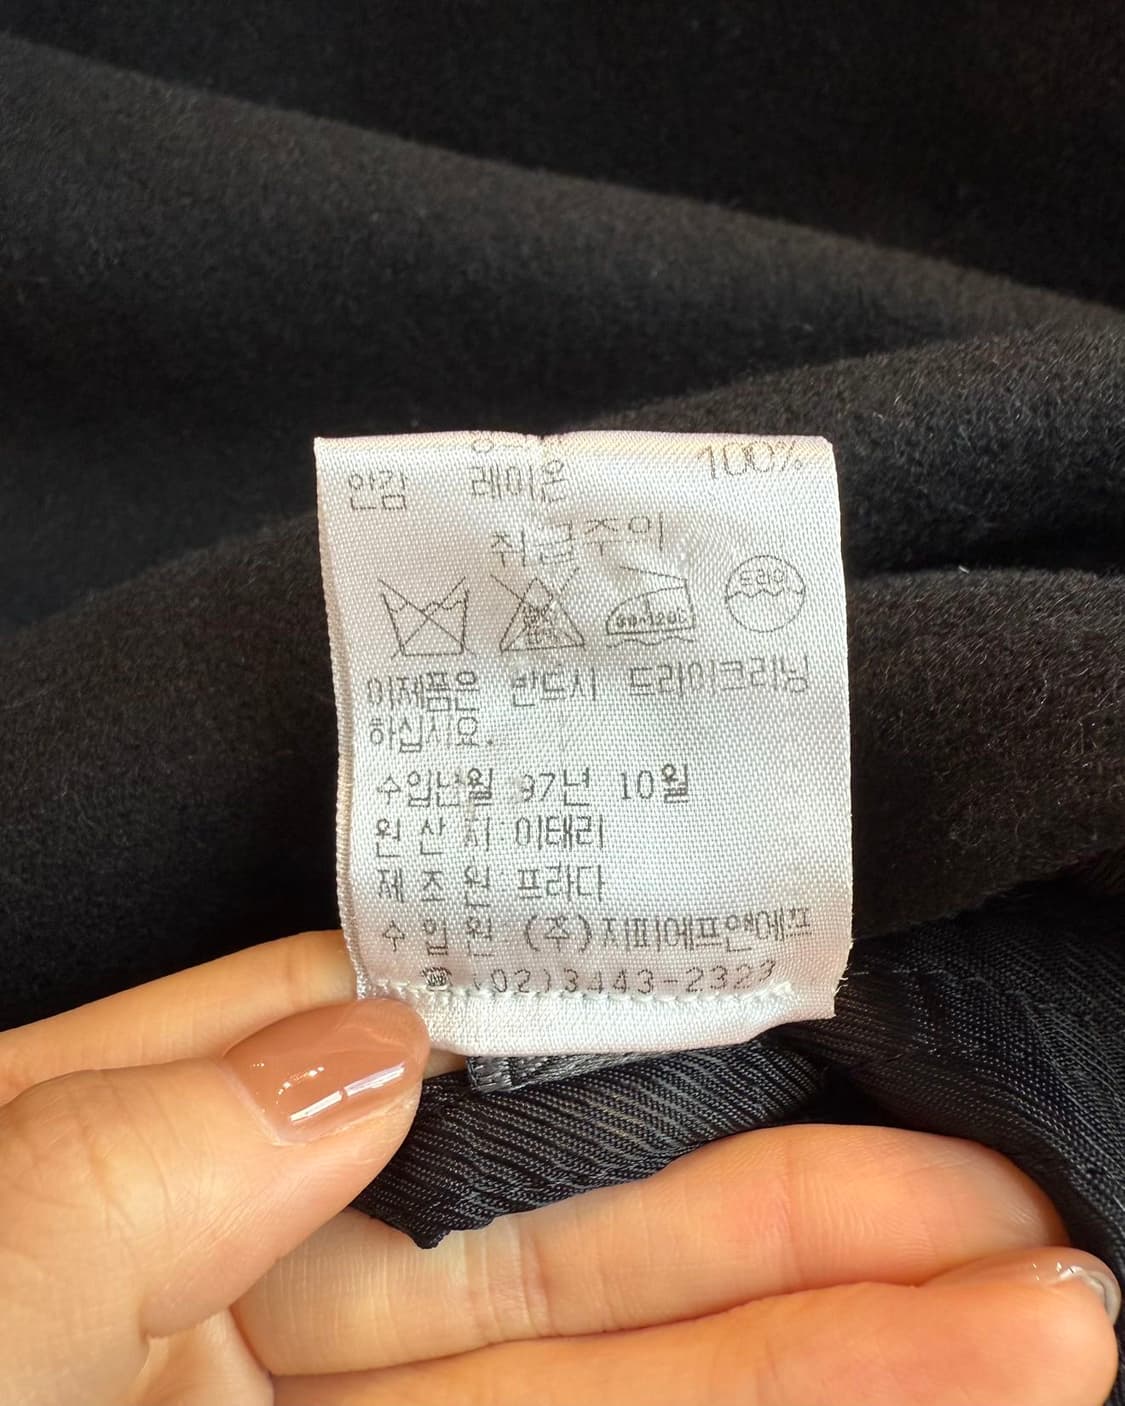 100%
안감 레이온
취급주의
드라이
80~120℃
이제품은 반드시 드라이크리닝
하십시요.
수입년월 97년 10월
원산지 이태리
제조원 프라다
수입원 (주)지피에프앤에프
☎(02)3443-2323